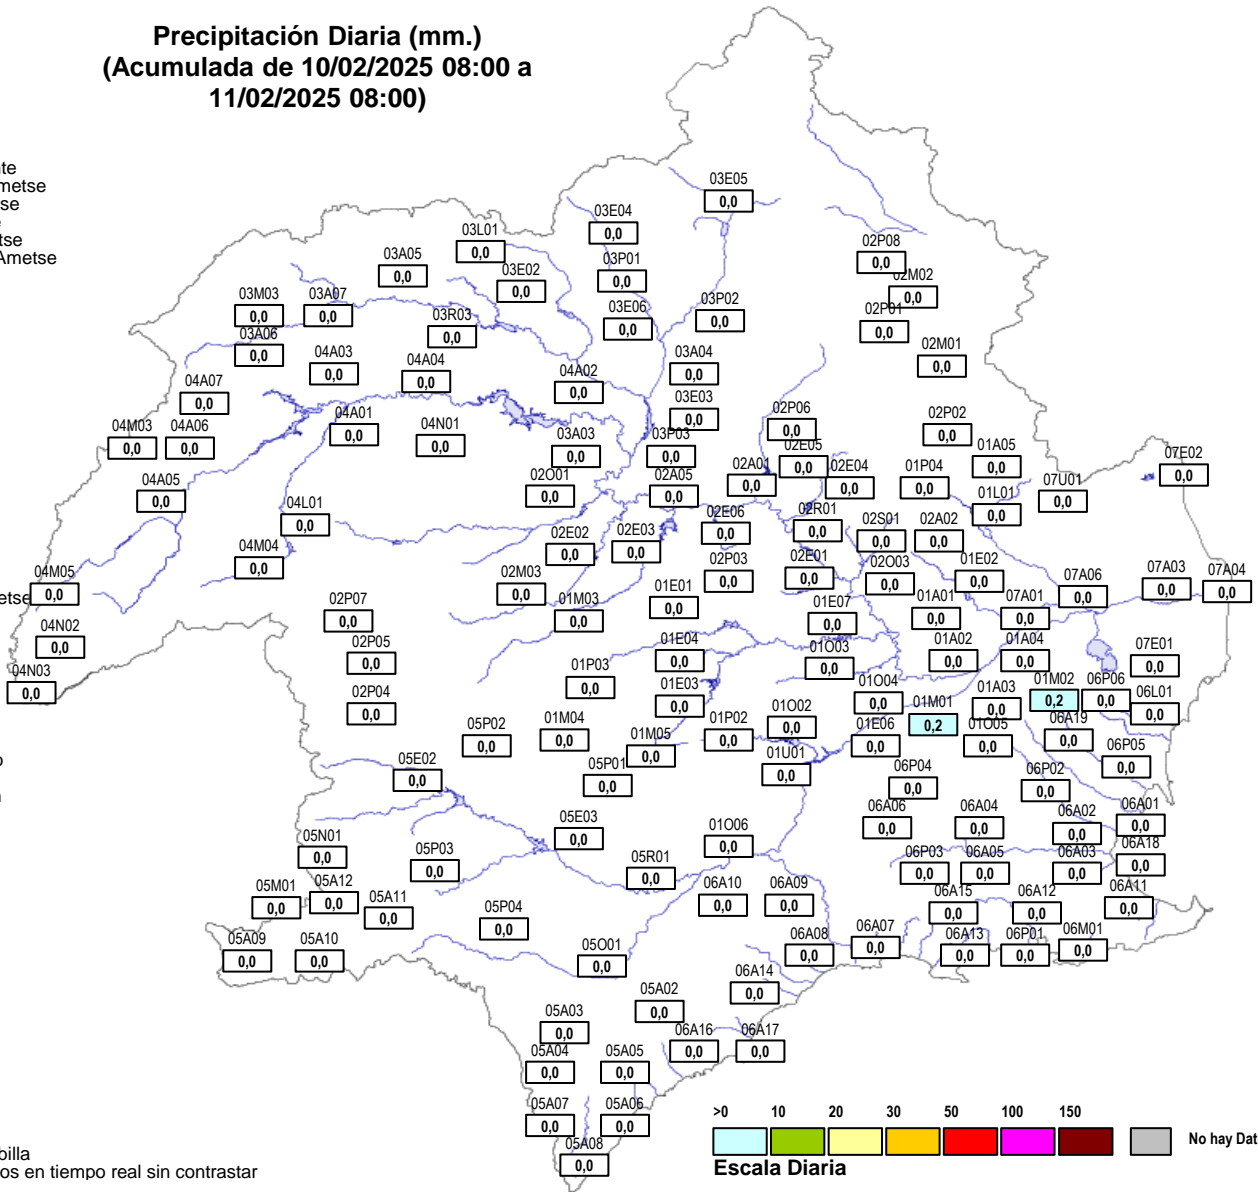 Precipitación Diaria (mm.)
(Acumulada de 10/02/2025 08:00 a
11/02/2025 08:00)
03E05
0,0
03E04
0,0
03L01
0,0
03A05
0,0
03P01
0,0
03E02
0,0
02P08
0,0
02M02
0,0
03M03
0,0
03A07
0,0
03R03
0,0
03E06
0,0
03P02
0,0
02P01
0,0
03A06
0,0
04A03
0,0
04A04
0,0
04A02
0,0
03A04
0,0
02M01
0,0
04A07
0,0
03E03
0,0
04M03
0,0
04A06
0,0
04A01
0,0
04N01
0,0
03A03
0,0
03P03
0,0
02P06
0,0
02P02
0,0
02E05
0,0
01A05
0,0
07E02
0,0
04A05
0,0
02O01
0,0
02A05
0,0
02A01
0,0
02E04
0,0
01P04
0,0
07U01
0,0
01L01
0,0
04L01
0,0
02E06
0,0
02R01
0,0
02S01
0,0
02A02
0,0
04M04
0,0
02E02
0,0
02E03
0,0
02P03
0,0
02E01
0,0
02O03
0,0
01E02
0,0
04M05
0,0
02M03
0,0
07A06
0,0
07A03
0,0
07A04
0,0
02P07
0,0
01M03
0,0
01E01
0,0
01E07
0,0
01A01
0,0
07A01
0,0
04N02
0,0
02P05
0,0
01E04
0,0
01O03
0,0
01A02
0,0
01A04
0,0
07E01
0,0
04N03
0,0
01P03
0,0
01E03
0,0
01O04
0,0
01M01
0,2
01A03
0,0
01M02
0,2
06P06
0,0
06L01
0,0
02P04
0,0
05P02
0,0
01M04
0,0
01M05
0,0
01P02
0,0
01O02
0,0
01E06
0,0
01O05
0,0
06A19
0,0
06P05
0,0
05E02
0,0
05P01
0,0
01U01
0,0
06P04
0,0
06P02
0,0
06A01
0,0
05E03
0,0
01O06
0,0
06A06
0,0
06A04
0,0
06A02
0,0
05N01
0,0
05P03
0,0
05R01
0,0
06P03
0,0
06A05
0,0
06A03
0,0
06A18
0,0
05M01
0,0
05A12
0,0
05A11
0,0
06A10
0,0
06A09
0,0
06A15
0,0
06A12
0,0
06A11
0,0
05P04
0,0
05A09
0,0
05A10
0,0
05O01
0,0
06A08
0,0
06A07
0,0
06A13
0,0
06P01
0,0
06M01
0,0
06A14
0,0
05A02
0,0
05A03
0,0
06A16
0,0
06A17
0,0
05A04
0,0
05A05
0,0
05A07
0,0
05A06
0,0
05A08
0,0
>0 10 20 30 50 100 150
No hay Dat
Escala Diaria
billa
os en tiempo real sin contrastar